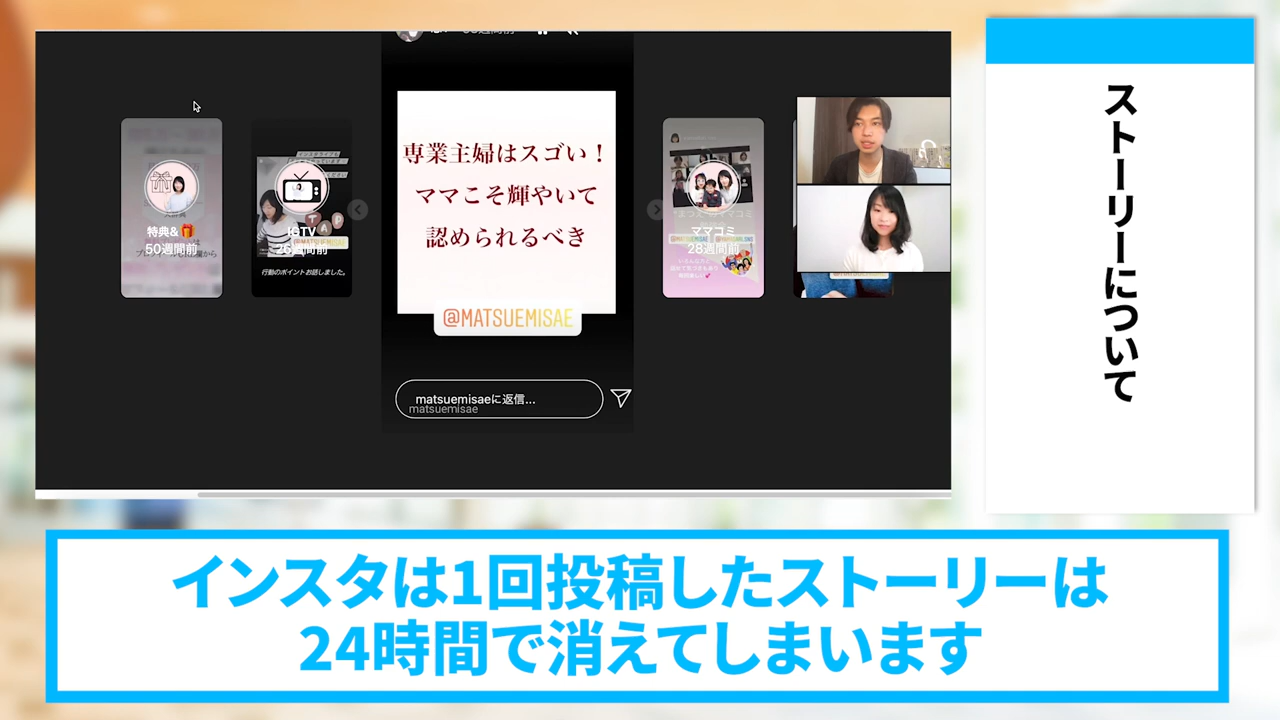 専業主婦はスゴい！
ママこそ輝やいて
認められるべき
@MATSUEMISAE
matsuemisaeに返信...
matsuemisae
特典&🎁
50週間前
IGTV
26週間前
@MATSUEMISAE
行動のポイントお話しました。
ママコミ
28週間前
ストーリーについて
インスタは1回投稿したストーリーは
24時間で消えてしまいます